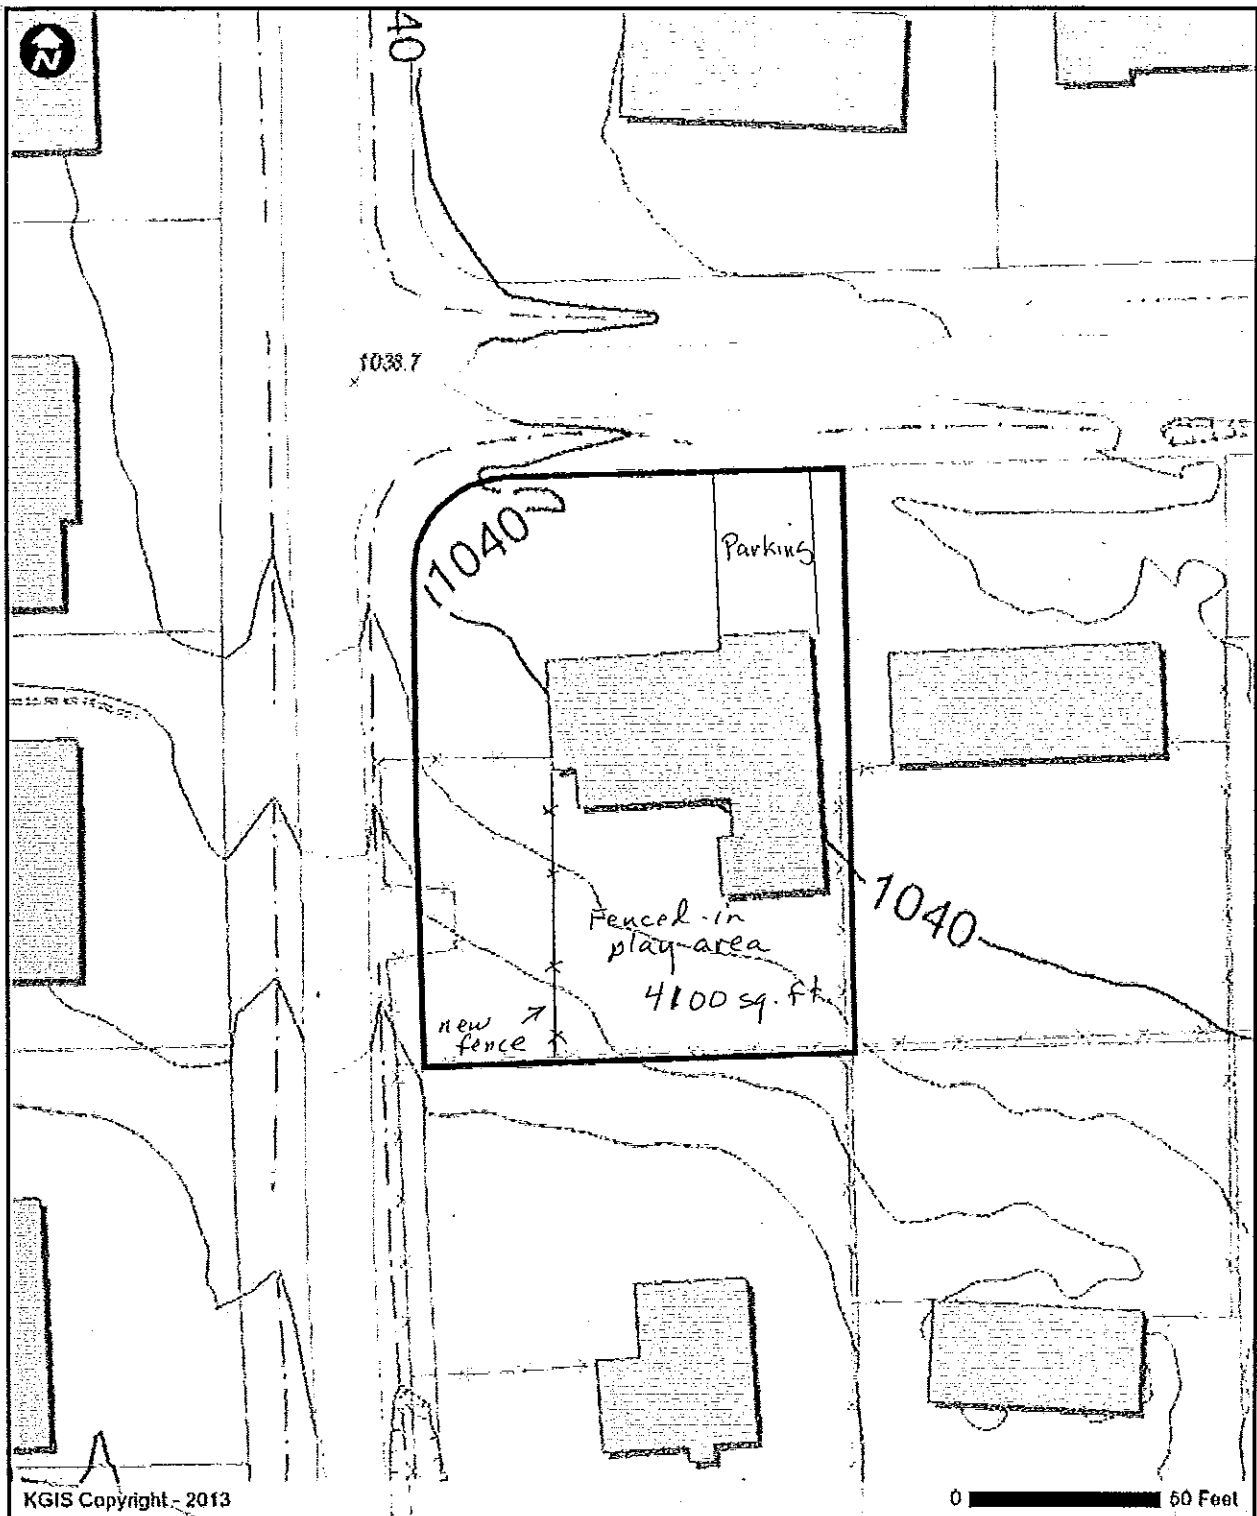 N
40
1038.7
1040
Parking
1040
Fenced-in
play area
4100 sq. ft.
new
fence
KGIS Copyright - 2013
0 50 Feet